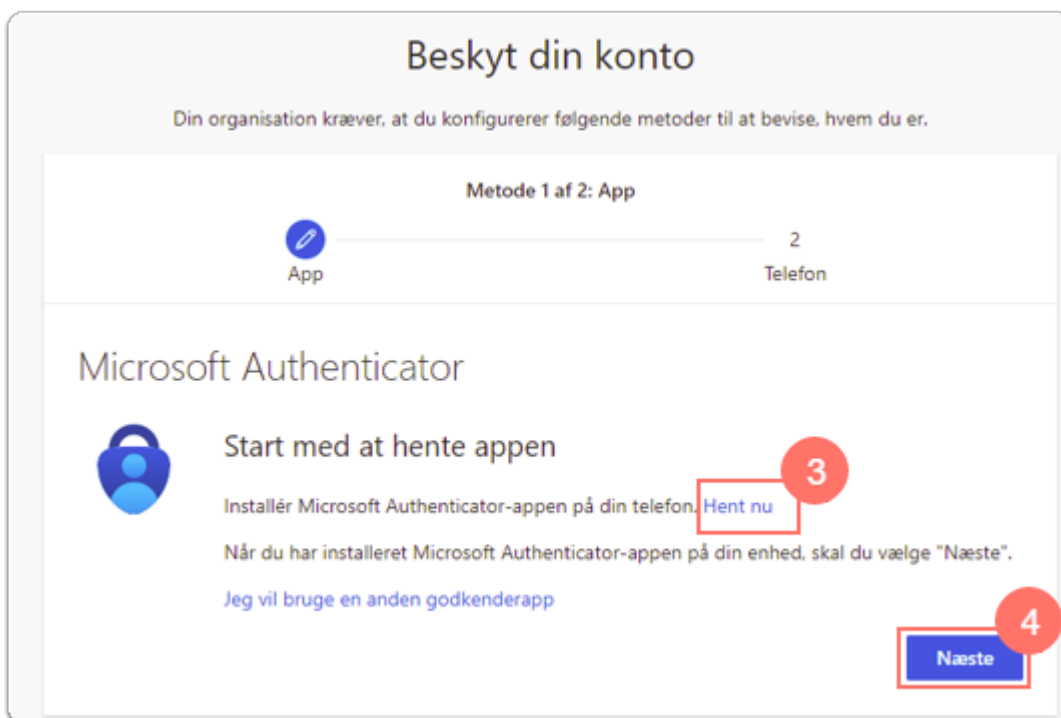 Beskyt din konto
Din organisation kræver, at du konfigurerer følgende metoder til at bevise, hvem du er.
Metode 1 af 2: App
2
App
Telefon
Microsoft Authenticator
Start med at hente appen
3
Installér Microsoft Authenticator-appen på din telefon. Hent nu
Når du har installeret Microsoft Authenticator-appen på din enhed, skal du vælge "Næste".
Jeg vil bruge en anden godkenderapp
4
Næste